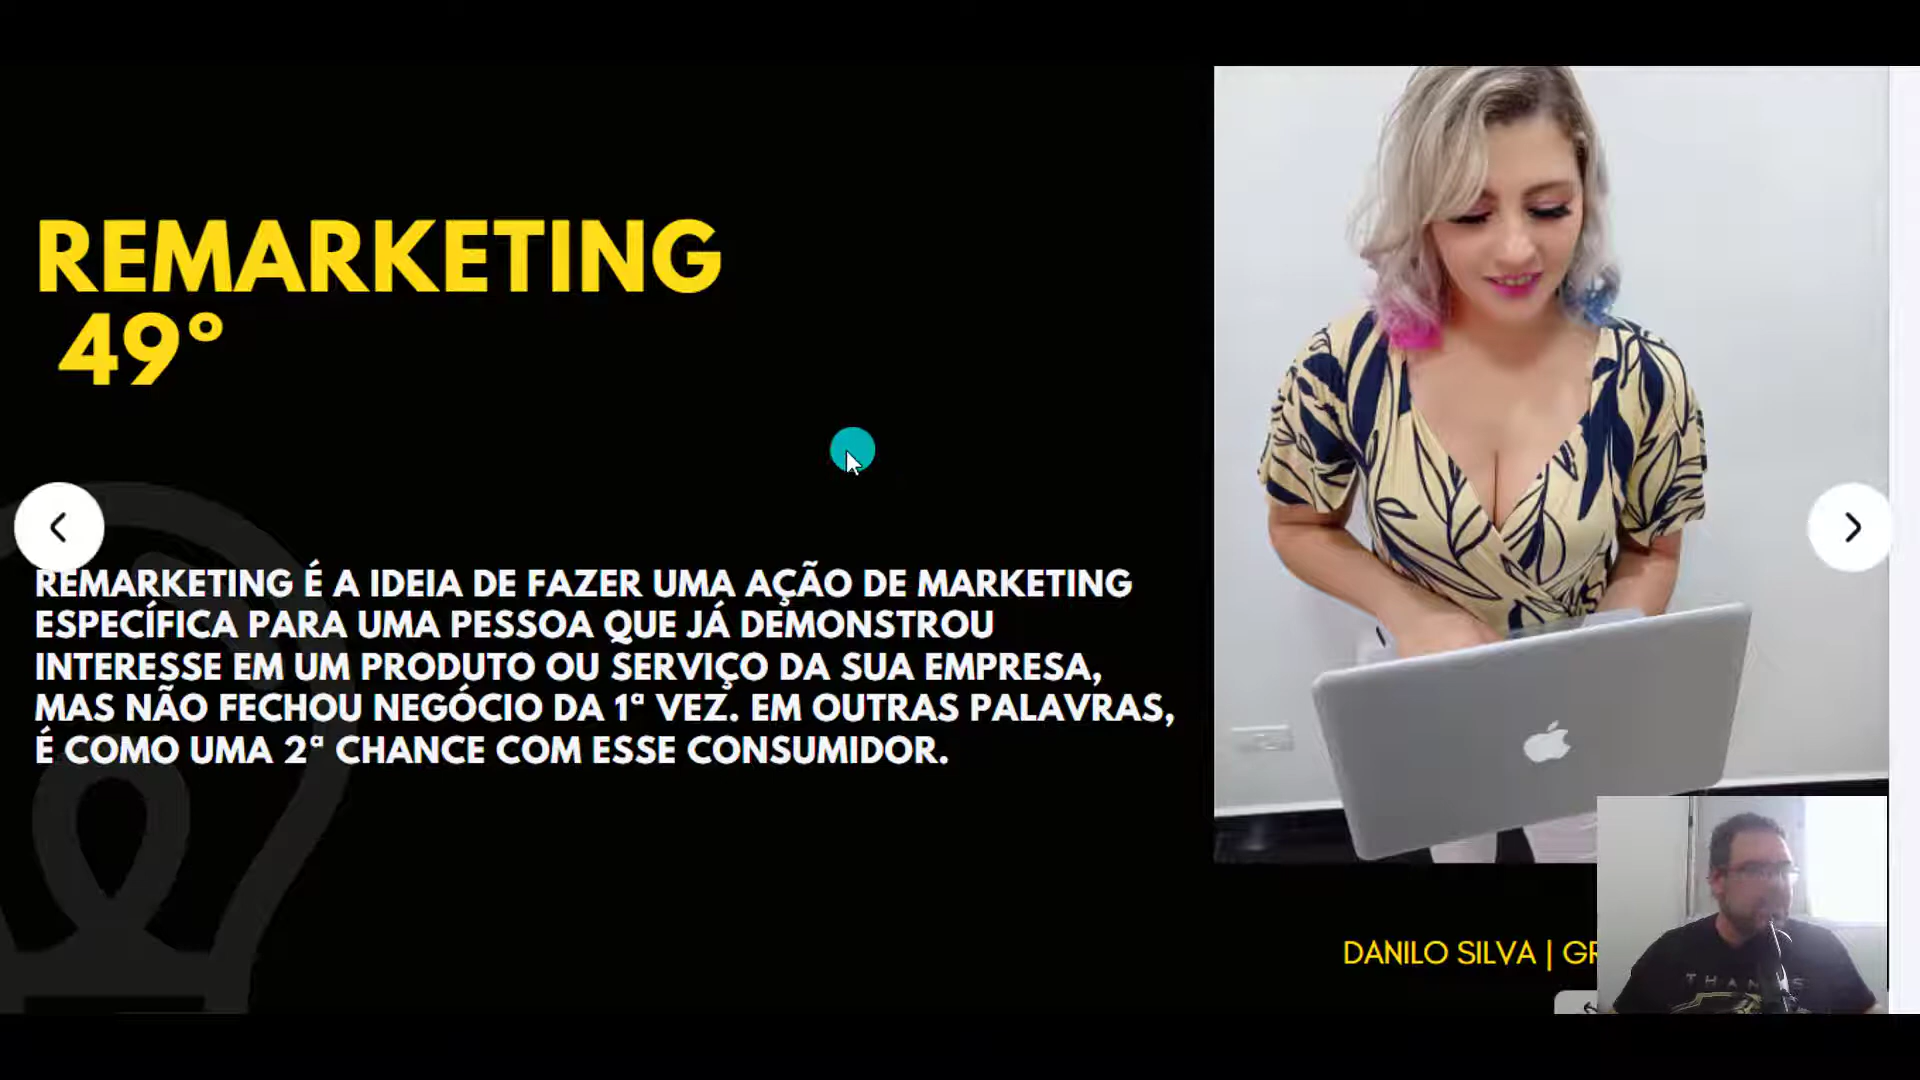 REMARKETING
49º
REMARKETING É A IDEIA DE FAZER UMA AÇÃO DE MARKETING
ESPECÍFICA PARA UMA PESSOA QUE JÁ DEMONSTROU
INTERESSE EM UM PRODUTO OU SERVIÇO DA SUA EMPRESA,
MAS NÃO FECHOU NEGÓCIO DA 1ª VEZ. EM OUTRAS PALAVRAS,
É COMO UMA 2ª CHANCE COM ESSE CONSUMIDOR.
DANILO SILVA |